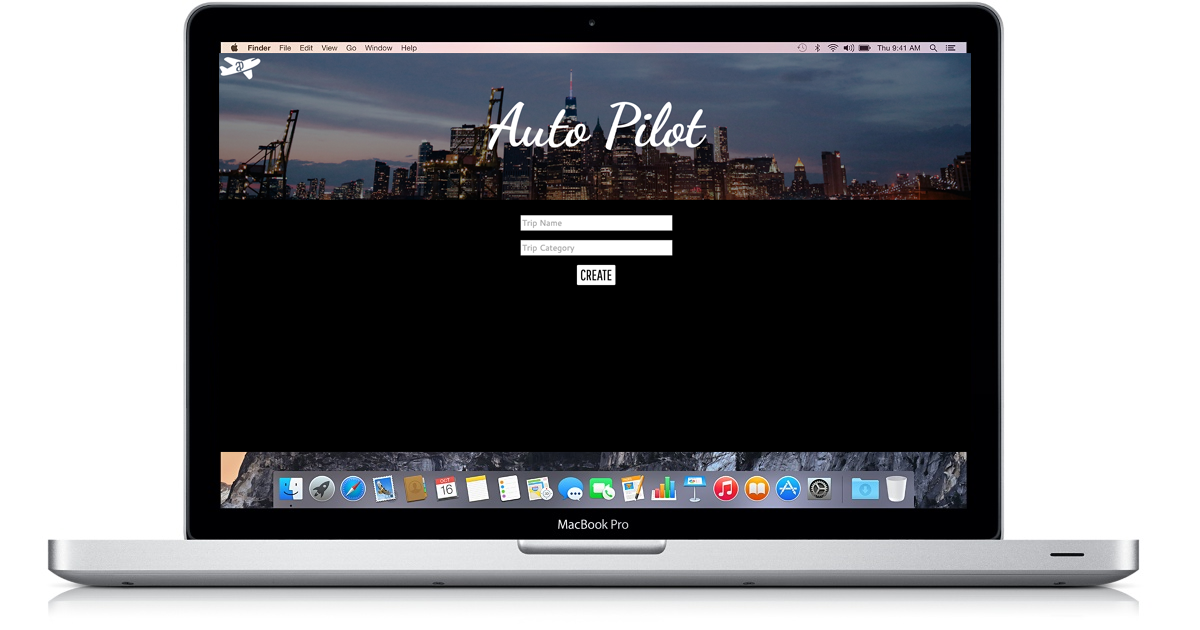 Finder File Edit View Go Window Help Thu 9:41 AM
Auto Pilot
Trip Name
Trip Category
CREATE
OCT
16
MacBook Pro